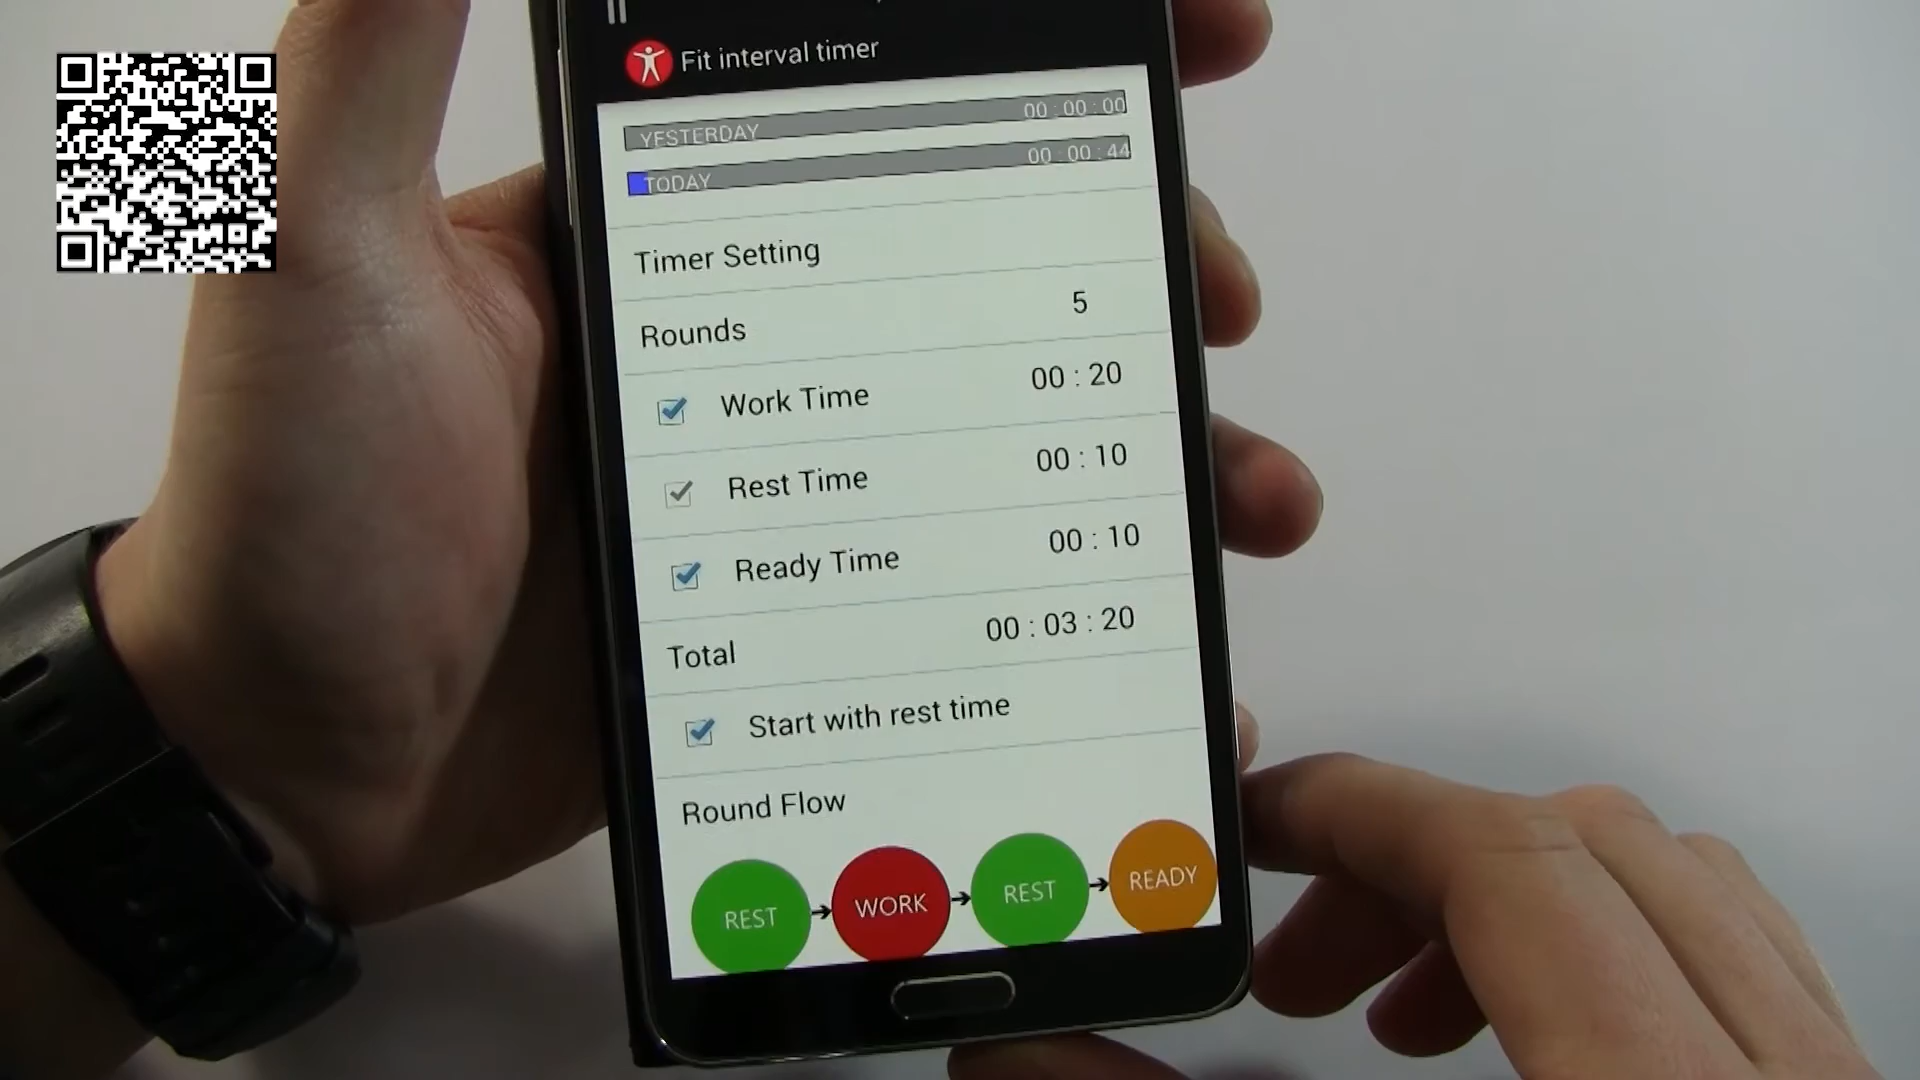 Fit interval timer
YESTERDAY 00 : 00 : 00
TODAY 00 : 00 : 44
Timer Setting
Rounds 5
Work Time 00 : 20
Rest Time 00 : 10
Ready Time 00 : 10
Total 00 : 03 : 20
Start with rest time
Round Flow
REST WORK REST READY